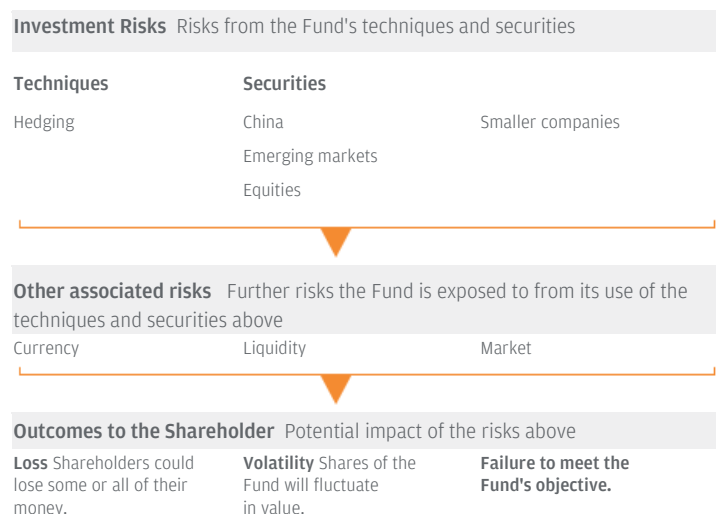 Investment Risks Risks from the Fund's techniques and securities
Techniques Securities
Hedging China Smaller companies
Emerging markets
Equities
Other associated risks Further risks the Fund is exposed to from its use of the
techniques and securities above
Currency Liquidity Market
Outcomes to the Shareholder Potential impact of the risks above
Loss Shareholders could
lose some or all of their
money.
Volatility Shares of the
Fund will fluctuate
in value.
Failure to meet the
Fund's objective.